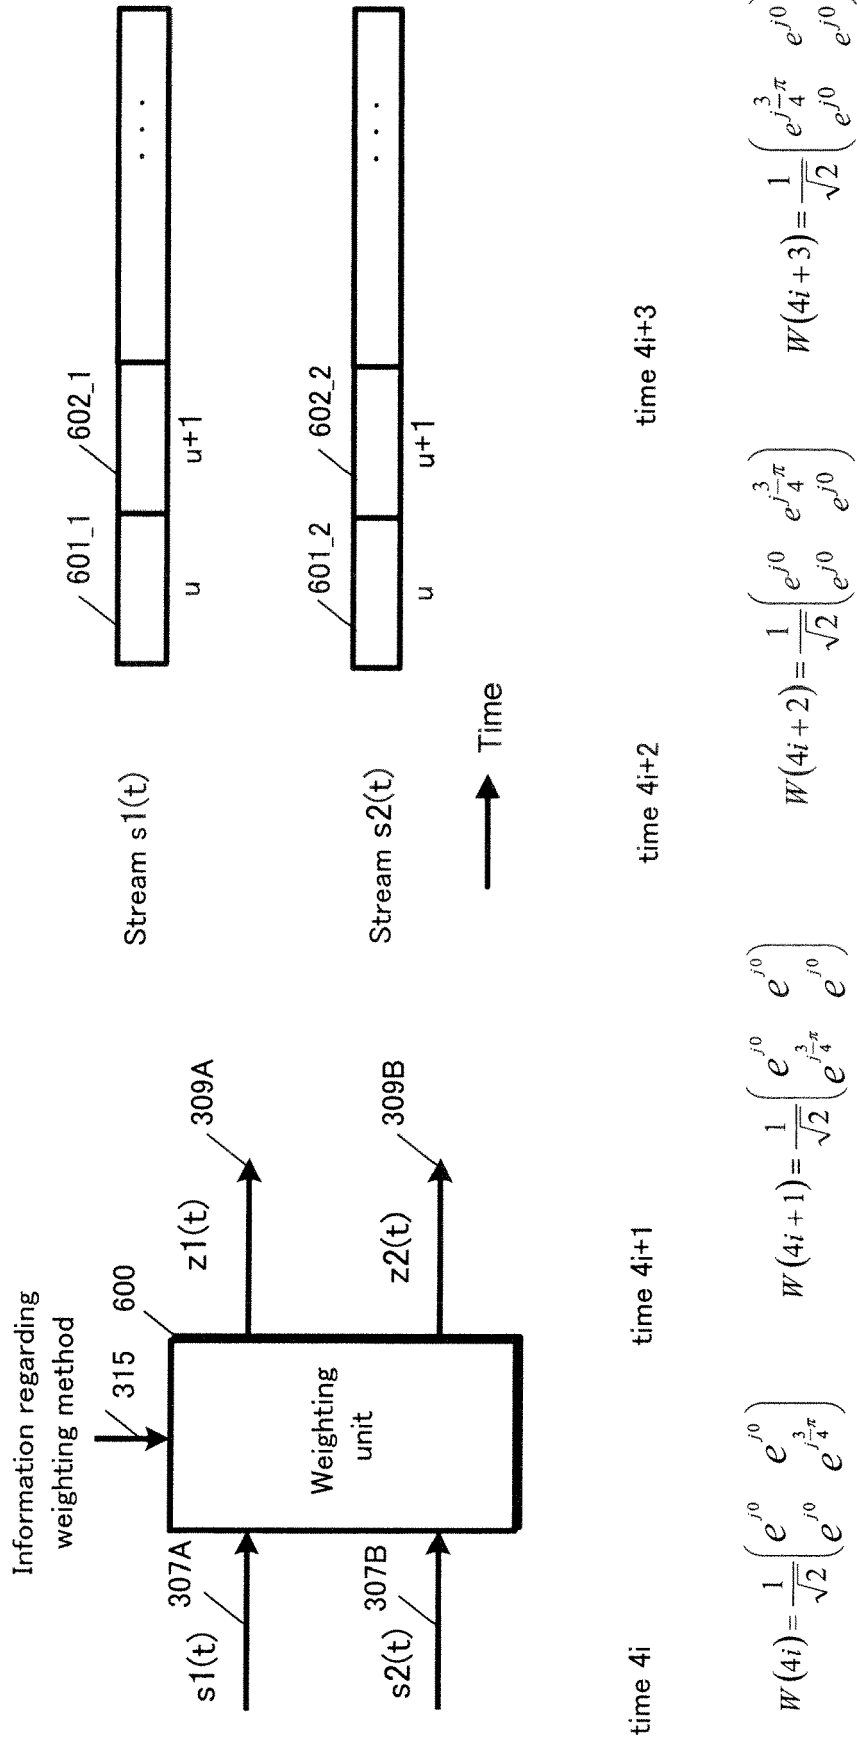 Information regarding
weighting method
315
600
s1(t)
307A
s2(t)
307B
Weighting
unit
z1(t)
309A
z2(t)
309B
Stream s1(t)
601_1
602_1
u
u+1
. . .
Stream s2(t)
601_2
602_2
u
u+1
. . .
Time
time 4i
W(4i) = 1/√2 ( e^{j0} e^{j0} ; e^{j0} e^{j3/4π} )
time 4i+1
W(4i+1) = 1/√2 ( e^{j0} e^{j0} ; e^{j3/4π} e^{j0} )
time 4i+2
W(4i+2) = 1/√2 ( e^{j0} e^{j3/4π} ; e^{j0} e^{j0} )
time 4i+3
W(4i+3) = 1/√2 ( e^{j3/4π} e^{j0} ; e^{j0} e^{j0} )